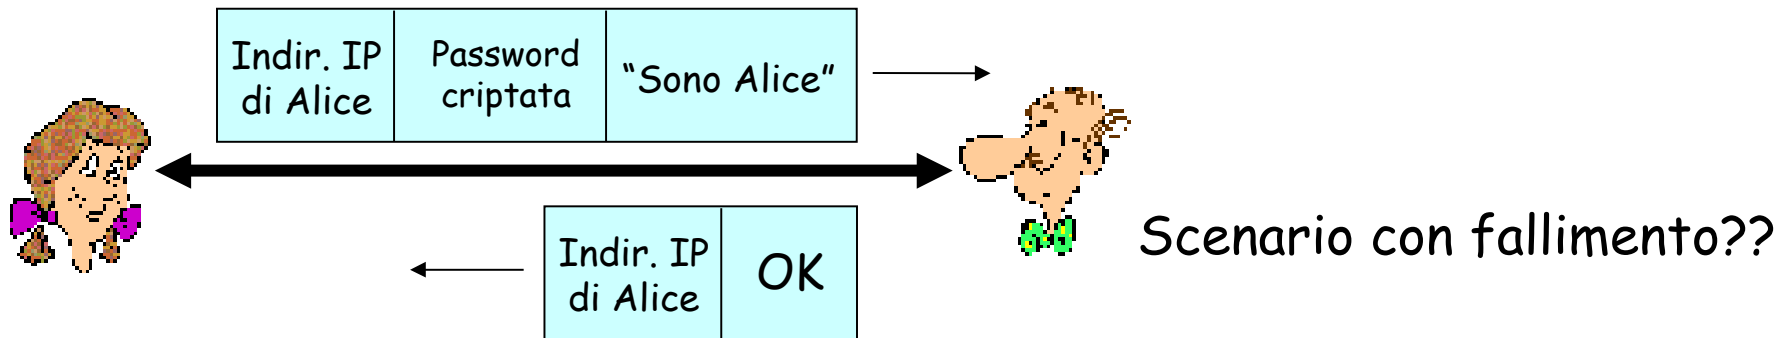 Indir. IP
di Alice
Password
criptata
“Sono Alice”
Scenario con fallimento??
Indir. IP
di Alice
OK